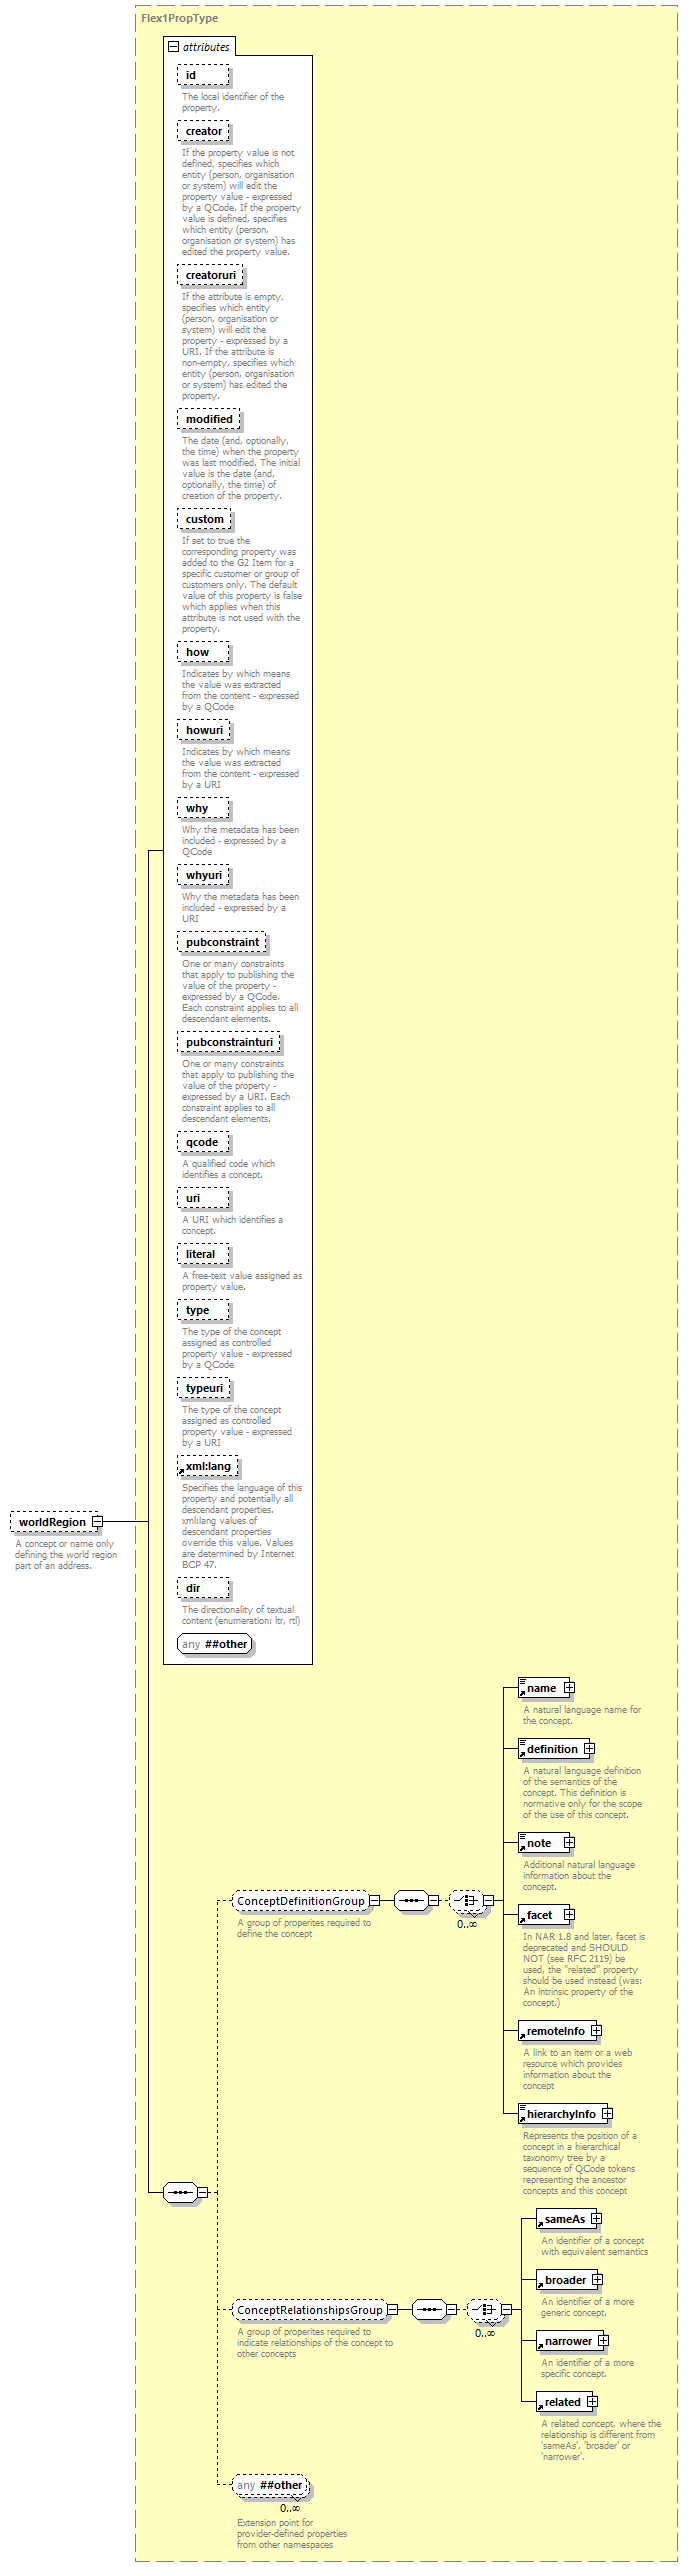 Flex1PropType
attributes
id
The local identifier of the
property.
creator
If the property value is not
defined, specifies which
entity (person, organisation
or system) will edit the
property value - expressed
by a QCode. If the property
value is defined, specifies
which entity (person,
organisation or system) has
edited the property value.
creatoruri
If the attribute is empty,
specifies which entity
(person, organisation or
system) will edit the
property - expressed by a
URI. If the attribute is
non-empty, specifies which
entity (person, organisation
or system) has edited the
property.
modified
The date (and, optionally,
the time) when the property
was last modified. The initial
value is the date (and,
optionally, the time) of
creation of the property.
custom
If set to true the
corresponding property was
added to the G2 Item for a
specific customer or group of
customers only. The default
value of this property is false
which applies when this
attribute is not used with the
property.
how
Indicates by which means
the value was extracted
from the content - expressed
by a QCode
howuri
Indicates by which means
the value was extracted
from the content - expressed
by a URI
why
Why the metadata has been
included - expressed by a
QCode
whyuri
Why the metadata has been
included - expressed by a
URI
pubconstraint
One or many constraints
that apply to publishing the
value of the property -
expressed by a QCode.
Each constraint applies to all
descendant elements.
pubconstrainturi
One or many constraints
that apply to publishing the
value of the property -
expressed by a URI. Each
constraint applies to all
descendant elements.
qcode
A qualified code which
identifies a concept.
uri
A URI which identifies a
concept.
literal
A free-text value assigned as
property value.
type
The type of the concept
assigned as controlled
property value - expressed
by a QCode
typeuri
The type of the concept
assigned as controlled
property value - expressed
by a URI
xml:lang
Specifies the language of this
property and potentially all
descendant properties.
xml:lang values of
descendant properties
override this value. Values
are determined by Internet
BCP 47.
dir
The directionality of textual
content (enumeration: ltr, rtl)
any ##other
worldRegion
A concept or name only
defining the world region
part of an address.
name
A natural language name for
the concept.
definition
A natural language definition
of the semantics of the
concept. This definition is
normative only for the scope
of the use of this concept.
note
Additional natural language
information about the
concept.
ConceptDefinitionGroup
0..∞
A group of properites required to
define the concept
facet
In NAR 1.8 and later, facet is
deprecated and SHOULD
NOT (see RFC 2119) be
used, the "related" property
should be used instead (was:
An intrinsic property of the
concept.)
remoteInfo
A link to an item or a web
resource which provides
information about the
concept
hierarchyInfo
Represents the position of a
concept in a hierarchical
taxonomy tree by a
sequence of QCode tokens
representing the ancestor
concepts and this concept
sameAs
An identifier of a concept
with equivalent semantics
broader
An identifier of a more
generic concept.
ConceptRelationshipsGroup
0..∞
A group of properites required to
indicate relationships of the concept to
other concepts
narrower
An identifier of a more
specific concept.
related
A related concept, where the
relationship is different from
'sameAs', 'broader' or
'narrower'.
any ##other
0..∞
Extension point for
provider-defined properties
from other namespaces